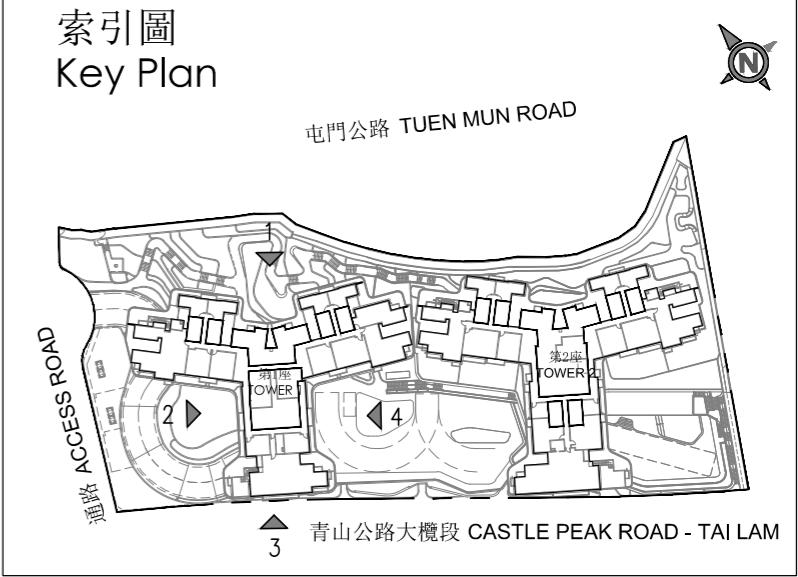 索引圖
Key Plan
N
屯門公路 TUEN MUN ROAD
1
通路 ACCESS ROAD
第1座
TOWER 1
第2座
TOWER 2
2
4
3
青山公路大欖段 CASTLE PEAK ROAD - TAI LAM